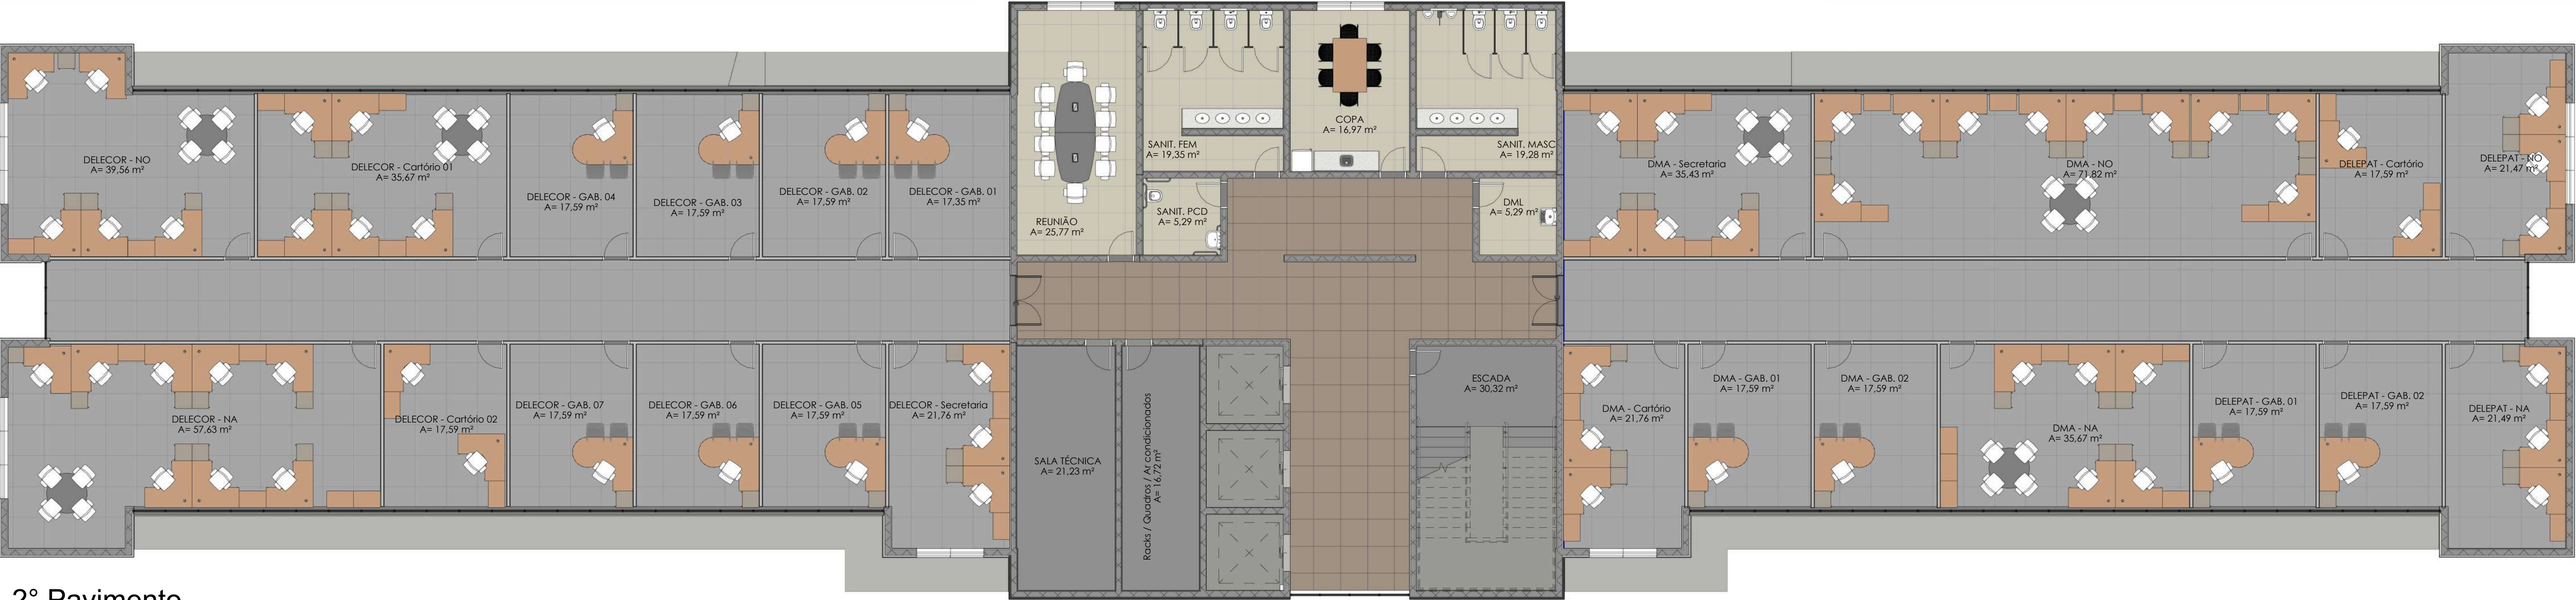 DELECOR - NO
A= 39,56 m²
DELECOR - Cartório 01
A= 35,67 m²
DELECOR - GAB. 04
A= 17,59 m²
DELECOR - GAB. 03
A= 17,59 m²
DELECOR - GAB. 02
A= 17,59 m²
DELECOR - GAB. 01
A= 17,35 m²
REUNIÃO
A= 25,77 m²
SANIT. FEM
A= 19,35 m²
SANIT. PCD
A= 5,29 m²
COPA
A= 16,97 m²
SANIT. MASC
A= 19,28 m²
DML
A= 5,29 m²
DMA - Secretaria
A= 35,43 m²
DMA - NO
A= 71,82 m²
DELEPAT - Cartório
A= 17,59 m²
DELEPAT - NO
A= 21,47 m²
DELECOR - NA
A= 57,63 m²
DELECOR - Cartório 02
A= 17,59 m²
DELECOR - GAB. 07
A= 17,59 m²
DELECOR - GAB. 06
A= 17,59 m²
DELECOR - GAB. 05
A= 17,59 m²
DELECOR - Secretaria
A= 21,76 m²
SALA TÉCNICA
A= 21,23 m²
Racks / Quadros / Ar condicionados
A= 16,72 m²
ESCADA
A= 30,32 m²
DMA - Cartório
A= 21,76 m²
DMA - GAB. 01
A= 17,59 m²
DMA - GAB. 02
A= 17,59 m²
DMA - NA
A= 35,67 m²
DELEPAT - GAB. 01
A= 17,59 m²
DELEPAT - GAB. 02
A= 17,59 m²
DELEPAT - NA
A= 21,49 m²
2° Pavimento